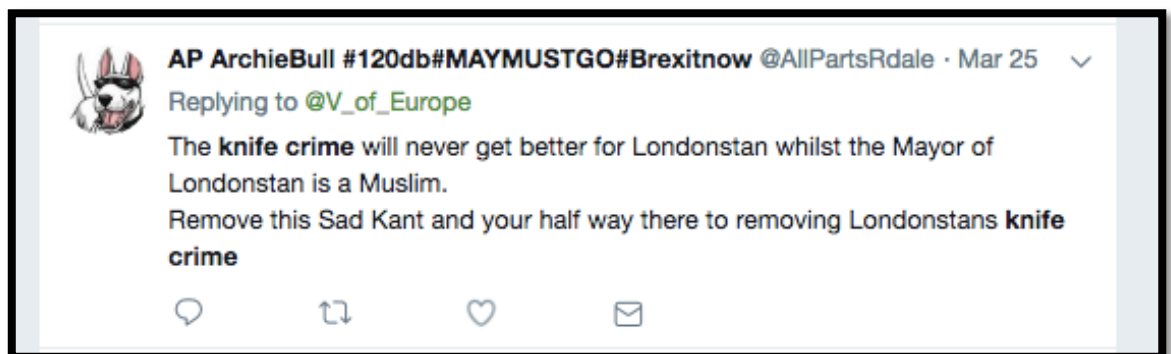 AP ArchieBull #120db#MAYMUSTGO#Brexitnow @AllPartsRdale · Mar 25
Replying to @V_of_Europe
The knife crime will never get better for Londonstan whilst the Mayor of
Londonstan is a Muslim.
Remove this Sad Kant and your half way there to removing Londonstans knife
crime